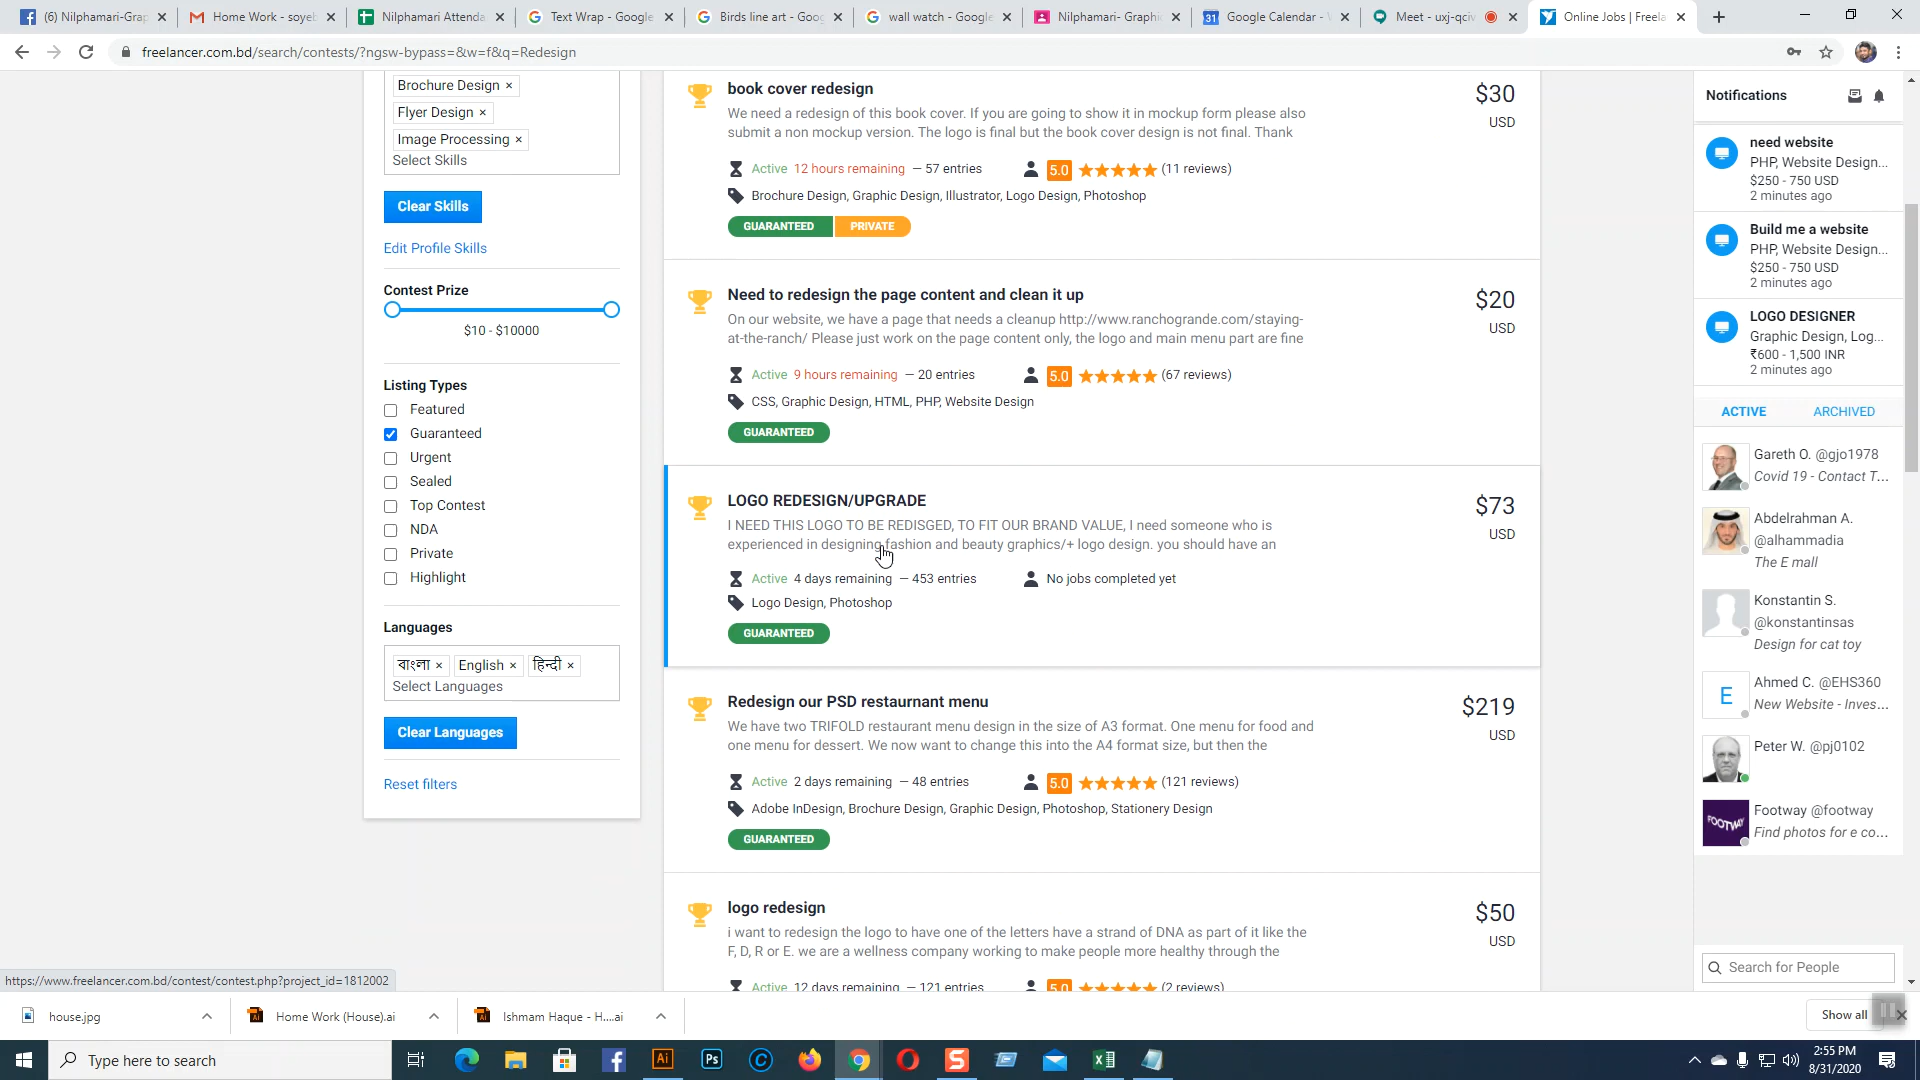 (6) Nilphamari-Grap
Home Work - soyeb
Nilphamari Attenda
Text Wrap - Google
Birds line art - Goo
wall watch - Google
Nilphamari- Graphic
Google Calendar -
Meet - uxj-qciv
Online Jobs | Freela
freelancer.com.bd/search/contests/?ngsw-bypass=&w=f&q=Redesign
Brochure Design ×
Flyer Design ×
Image Processing ×
Select Skills
Clear Skills
Edit Profile Skills
Contest Prize
$10 - $10000
Listing Types
Featured
Guaranteed
Urgent
Sealed
Top Contest
NDA
Private
Highlight
Languages
বাংলা × English × हिन्दी ×
Select Languages
Clear Languages
Reset filters
book cover redesign
$30
USD
We need a redesign of this book cover. If you are going to show it in mockup form please also
submit a non mockup version. The logo is final but the book cover design is not final. Thank
Active 12 hours remaining — 57 entries
5.0 (11 reviews)
Brochure Design, Graphic Design, Illustrator, Logo Design, Photoshop
GUARANTEED PRIVATE
Need to redesign the page content and clean it up
$20
USD
On our website, we have a page that needs a cleanup http://www.ranchogrande.com/staying-
at-the-ranch/ Please just work on the page content only, the logo and main menu part are fine
Active 9 hours remaining — 20 entries
5.0 (67 reviews)
CSS, Graphic Design, HTML, PHP, Website Design
GUARANTEED
LOGO REDESIGN/UPGRADE
$73
USD
I NEED THIS LOGO TO BE REDISGED, TO FIT OUR BRAND VALUE, I need someone who is
experienced in designing fashion and beauty graphics/+ logo design. you should have an
Active 4 days remaining — 453 entries
No jobs completed yet
Logo Design, Photoshop
GUARANTEED
Redesign our PSD restaurnant menu
$219
USD
We have two TRIFOLD restaurant menu design in the size of A3 format. One menu for food and
one menu for dessert. We now want to change this into the A4 format size, but then the
Active 2 days remaining — 48 entries
5.0 (121 reviews)
Adobe InDesign, Brochure Design, Graphic Design, Photoshop, Stationery Design
GUARANTEED
logo redesign
$50
USD
i want to redesign the logo to have one of the letters have a strand of DNA as part of it like the
F, D, R or E. we are a wellness company working to make people more healthy through the
Active 12 days remaining — 121 entries
5.0 (2 reviews)
Notifications
need website
PHP, Website Design...
$250 - 750 USD
2 minutes ago
Build me a website
PHP, Website Design...
$250 - 750 USD
2 minutes ago
LOGO DESIGNER
Graphic Design, Log...
₹600 - 1,500 INR
2 minutes ago
ACTIVE ARCHIVED
Gareth O. @gjo1978
Covid 19 - Contact T...
Abdelrahman A.
@alhammadia
The E mall
Konstantin S.
@konstantinsas
Design for cat toy
E
Ahmed C. @EHS360
New Website - Inves...
Peter W. @pj0102
FOOTWAY
Footway @footway
Find photos for e co...
Search for People
https://www.freelancer.com.bd/contest/contest.php?project_id=1812002
house.jpg
Home Work (House).ai
Ishmam Haque - H....ai
Show all
Type here to search
2:55 PM
8/31/2020